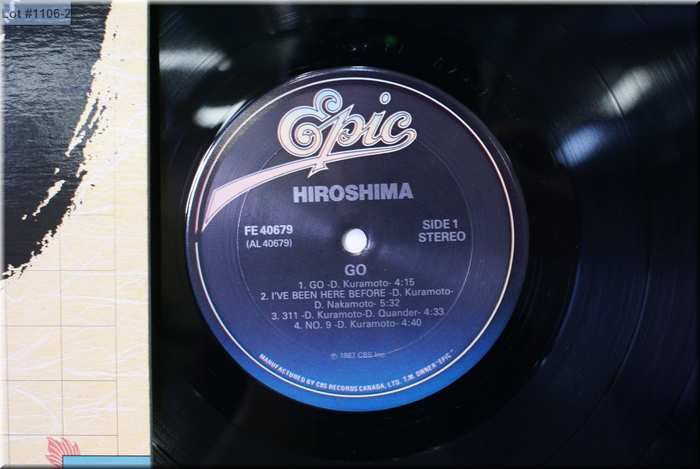 Lot #1106-2
Epic
HIROSHIMA
FE 40679
(AL 40679)
SIDE 1
STEREO
GO
1. GO -D. Kuramoto- 4:15
2. I'VE BEEN HERE BEFORE -D. Kuramoto-
D. Nakamoto- 5:32
3. 311 -D. Kuramoto-D. Quander- 4:33
4. NO. 9 -D. Kuramoto- 4:40
℗ 1987 CBS Inc.
MANUFACTURED BY CBS RECORDS CANADA, LTD. T.M. OWNER "EPIC"